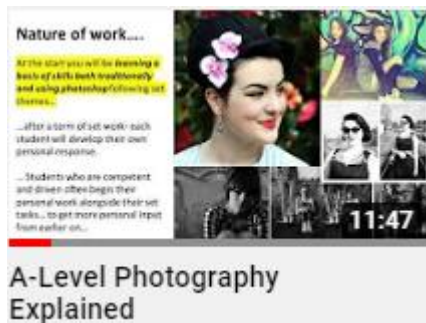 Nature of work....
At the start you will be learning a
basis of skills both traditionally
and using photoshop following set
themes...
...after a term of set work- each
student will develop their own
personal response.
... Students who are competent
and driven often begin their
personal work alongside their set
tasks... to get more personal input
from earlier on...
11:47
A-Level Photography
Explained